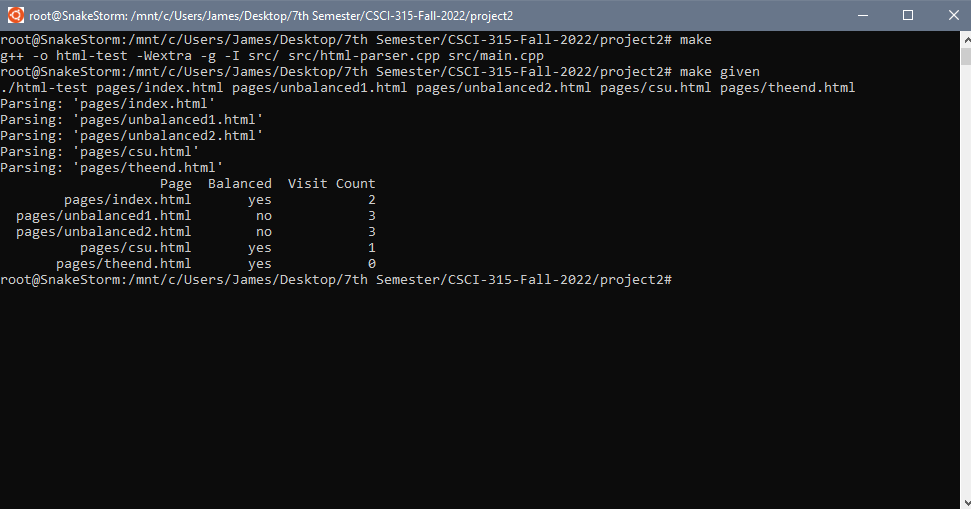 root@SnakeStorm: /mnt/c/Users/James/Desktop/7th Semester/CSCI-315-Fall-2022/project2
root@SnakeStorm:/mnt/c/Users/James/Desktop/7th Semester/CSCI-315-Fall-2022/project2# make
g++ -o html-test -Wextra -g -I src/ src/html-parser.cpp src/main.cpp
root@SnakeStorm:/mnt/c/Users/James/Desktop/7th Semester/CSCI-315-Fall-2022/project2# make given
./html-test pages/index.html pages/unbalanced1.html pages/unbalanced2.html pages/csu.html pages/theend.html
Parsing: 'pages/index.html'
Parsing: 'pages/unbalanced1.html'
Parsing: 'pages/unbalanced2.html'
Parsing: 'pages/csu.html'
Parsing: 'pages/theend.html'
                    Page  Balanced  Visit Count
        pages/index.html       yes            2
  pages/unbalanced1.html        no            3
  pages/unbalanced2.html        no            3
          pages/csu.html       yes            1
       pages/theend.html       yes            0
root@SnakeStorm:/mnt/c/Users/James/Desktop/7th Semester/CSCI-315-Fall-2022/project2#